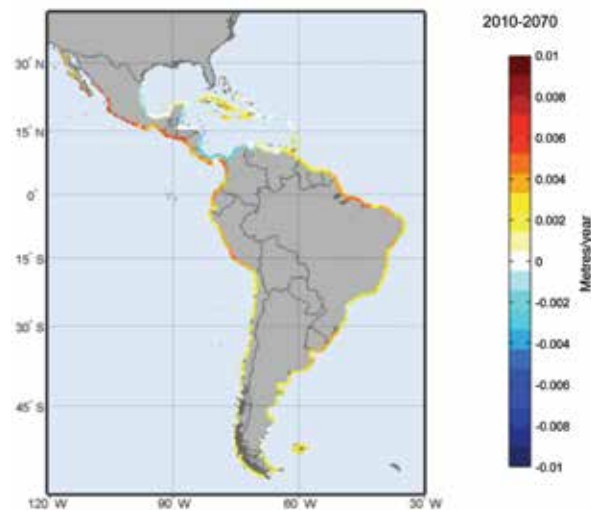 2010-2070
30° N
15° N
0°
15° S
30° S
45° S
120 W 90 W 60 W 30 W
0.01
0.008
0.006
0.004
0.002
0
-0.002
-0.004
-0.006
-0.008
-0.01
Metres/year